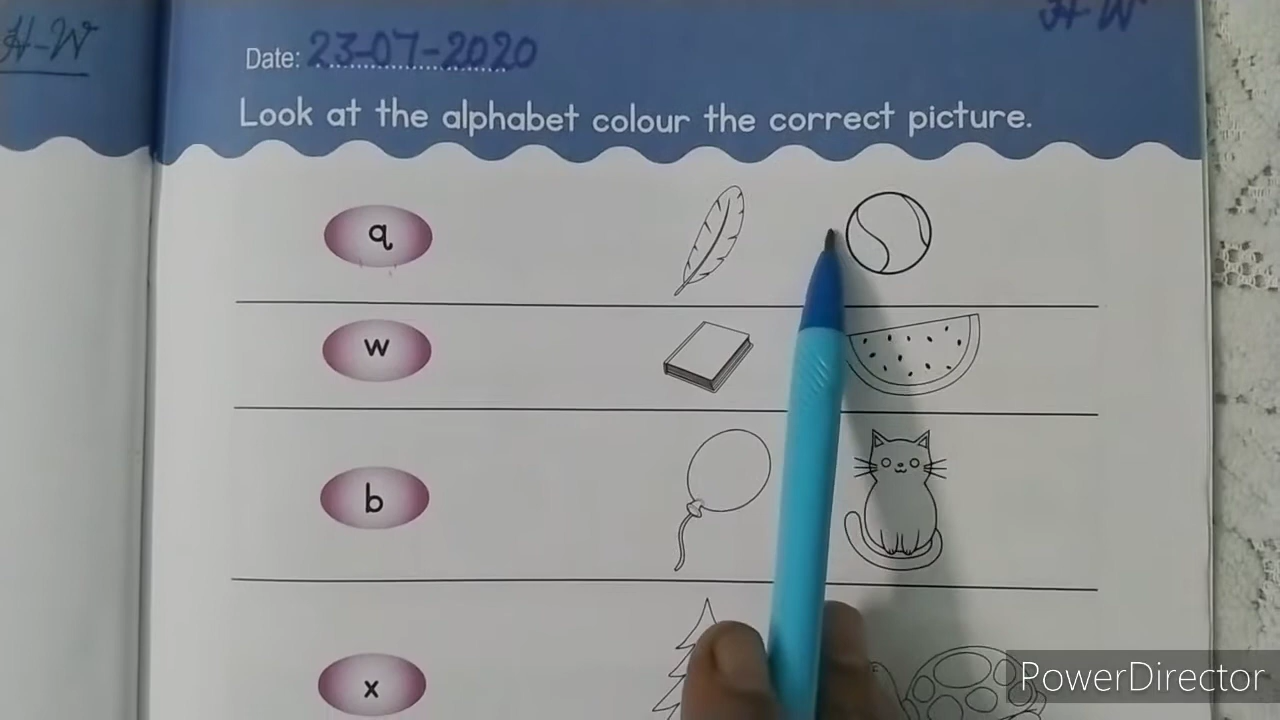 H-W
H-W
Date: 23-07-2020
Look at the alphabet colour the correct picture.
q
w
b
x
PowerDirector